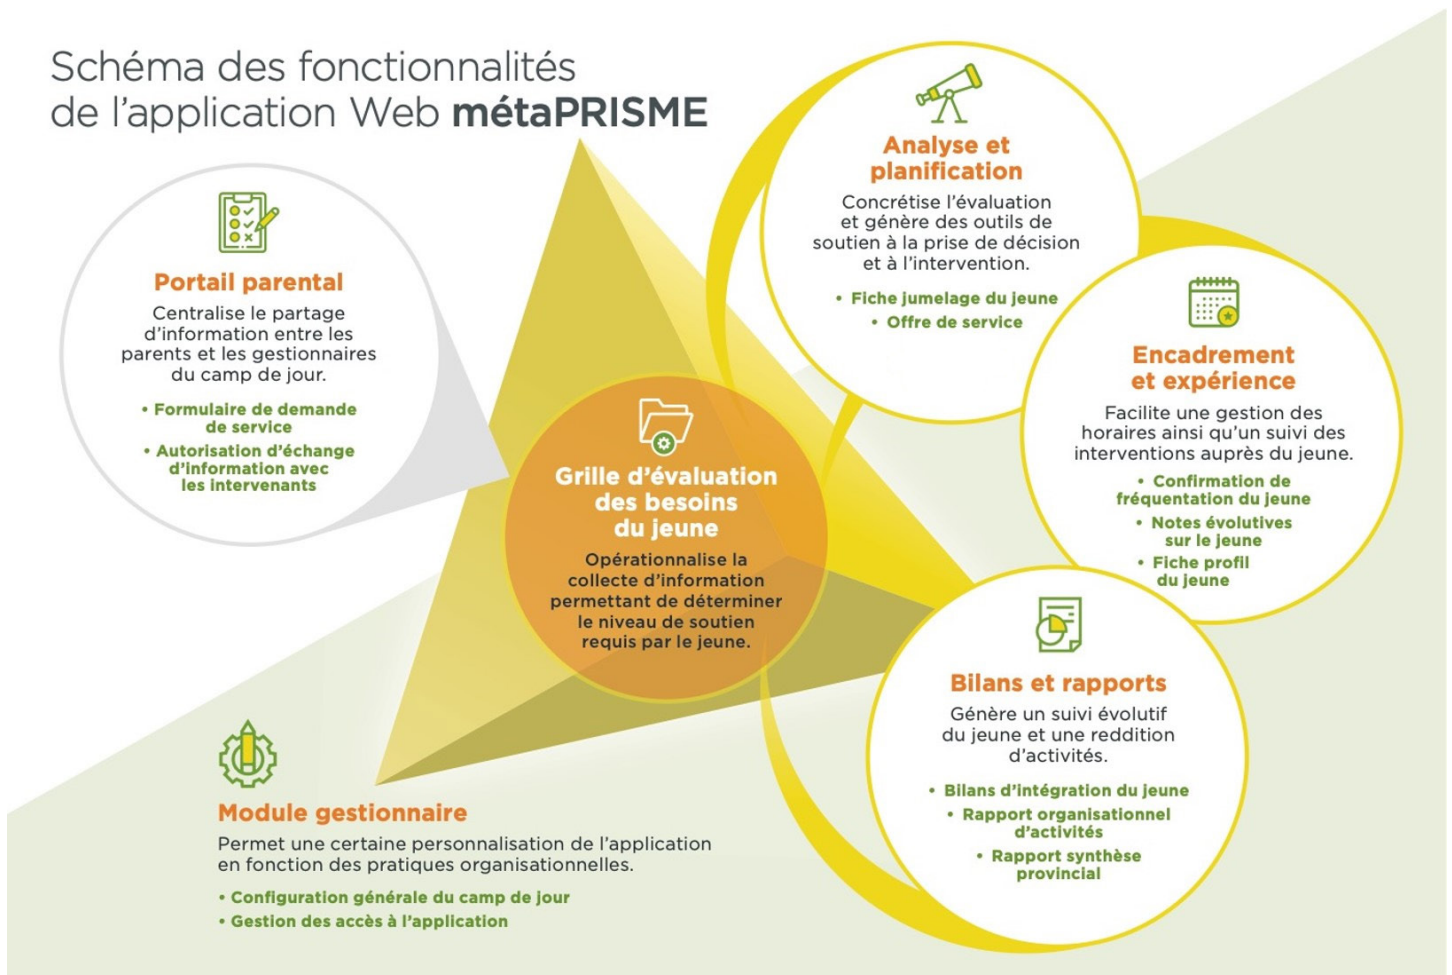 Schéma des fonctionnalités
de l'application Web métaPRISME
Portail parental
Centralise le partage
d'information entre les
parents et les gestionnaires
du camp de jour.
• Formulaire de demande
de service
• Autorisation d'échange
d'information avec
les intervenants
Grille d'évaluation
des besoins
du jeune
Opérationnalise la
collecte d'information
permettant de déterminer
le niveau de soutien
requis par le jeune.
Analyse et
planification
Concrétise l'évaluation
et génère des outils de
soutien à la prise de décision
et à l'intervention.
• Fiche jumelage du jeune
• Offre de service
Encadrement
et expérience
Facilite une gestion des
horaires ainsi qu'un suivi des
interventions auprès du jeune.
• Confirmation de
fréquentation du jeune
• Notes évolutives
sur le jeune
• Fiche profil
du jeune
Bilans et rapports
Génère un suivi évolutif
du jeune et une reddition
d'activités.
• Bilans d'intégration du jeune
• Rapport organisationnel
d'activités
• Rapport synthèse
provincial
Module gestionnaire
Permet une certaine personnalisation de l'application
en fonction des pratiques organisationnelles.
• Configuration générale du camp de jour
• Gestion des accès à l'application